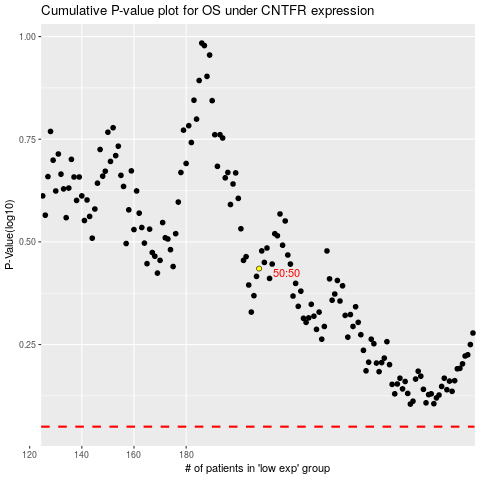 Cumulative P-value plot for OS under CNTFR expression
P-Value(log10)
1.00
0.75
0.50
0.25
50:50
120 140 160 180
# of patients in 'low exp' group